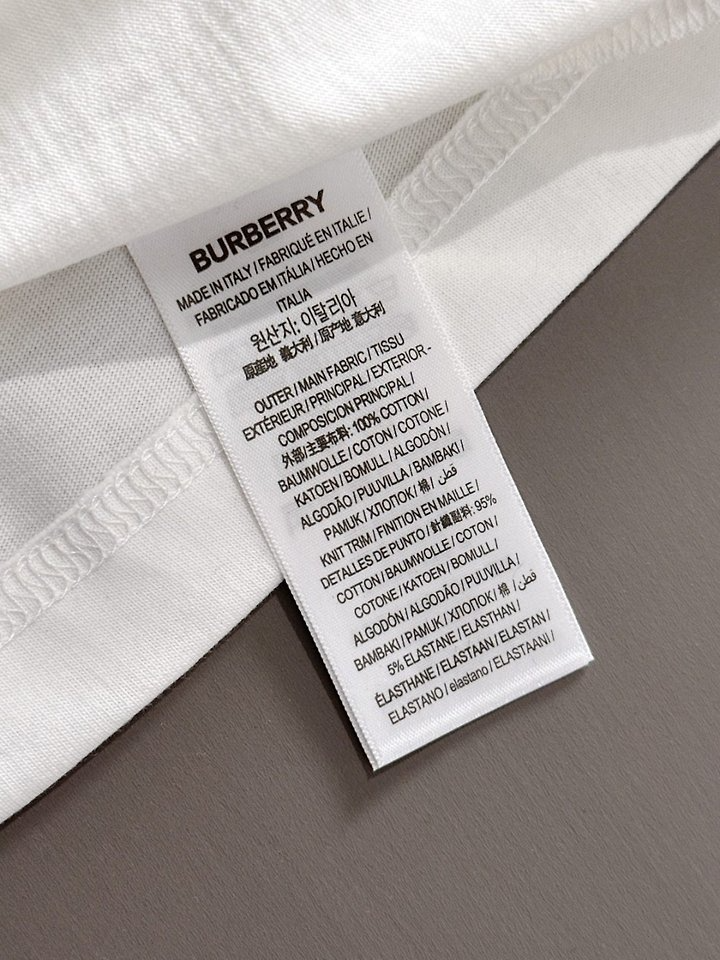 BURBERRY
MADE IN ITALY / FABRIQUÉ EN ITALIE /
FABRICADO EM ITÁLIA / HECHO EN
ITALIA
원산지: 이탈리아
原産地 義大利 / 原产地 意大利
OUTER / MAIN FABRIC / TISSU
EXTÉRIEUR / PRINCIPAL / EXTERIOR -
COMPOSICION PRINCIPAL /
外部/主要布料: 100% COTTON /
BAUMWOLLE / COTON / COTONE /
KATOEN / BOMULL / ALGODÓN /
ALGODÃO / PUUVILLA / BAMBAKI /
PAMUK / ХЛОПОК / 棉 / قطن
KNIT TRIM / FINITION EN MAILLE /
DETALLES DE PUNTO / 針織配料: 95%
COTTON / BAUMWOLLE / COTON /
COTONE / KATOEN / BOMULL /
ALGODÓN / ALGODÃO / PUUVILLA /
BAMBAKI / PAMUK / ХЛОПОК / 棉 / قطن
5% ELASTANE / ELASTHAN /
ÉLASTHANE / ELASTAAN / ELASTAN /
ELASTANO / elastano / ELASTAANI /